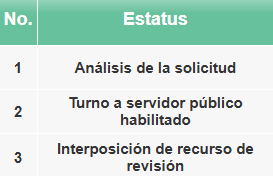 No. Estatus
1 Análisis de la solicitud
2 Turno a servidor público
habilitado
3 Interposición de recurso de
revisión